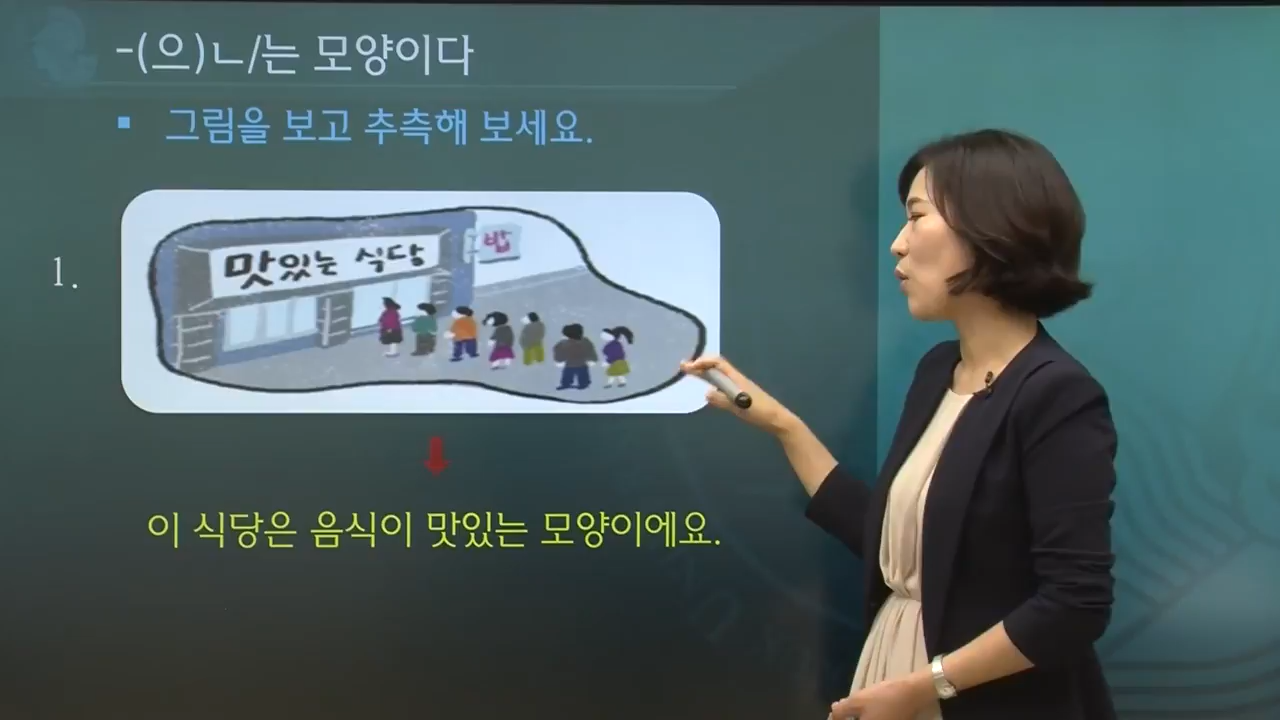 -(으)ㄴ/는 모양이다
▪ 그림을 보고 추측해 보세요.
1.
맛있는 식당
밥
이 식당은 음식이 맛있는 모양이에요.